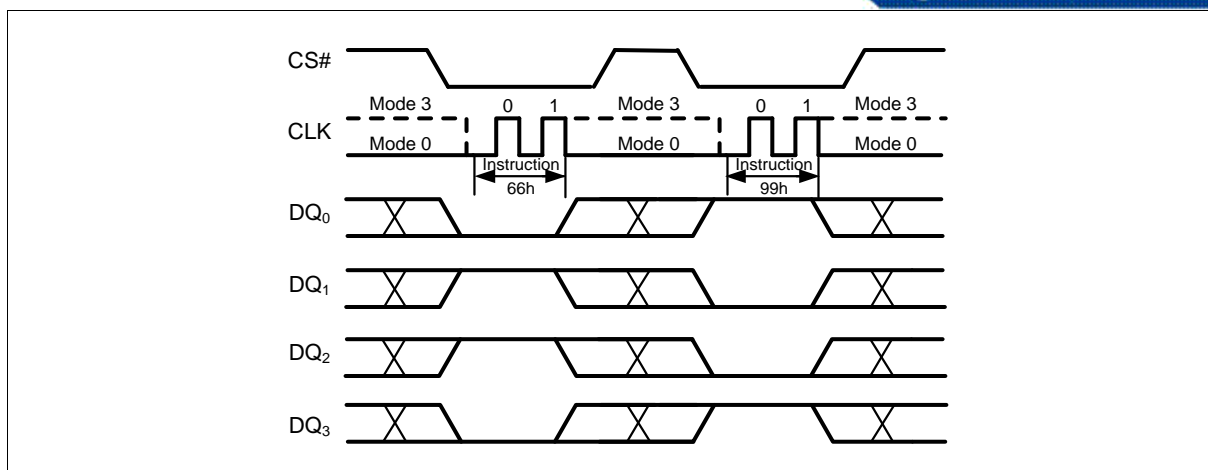 CS#
Mode 3 0 1 Mode 3 0 1 Mode 3
CLK
Mode 0 Mode 0 Mode 0
Instruction Instruction
66h 99h
DQ0
DQ1
DQ2
DQ3